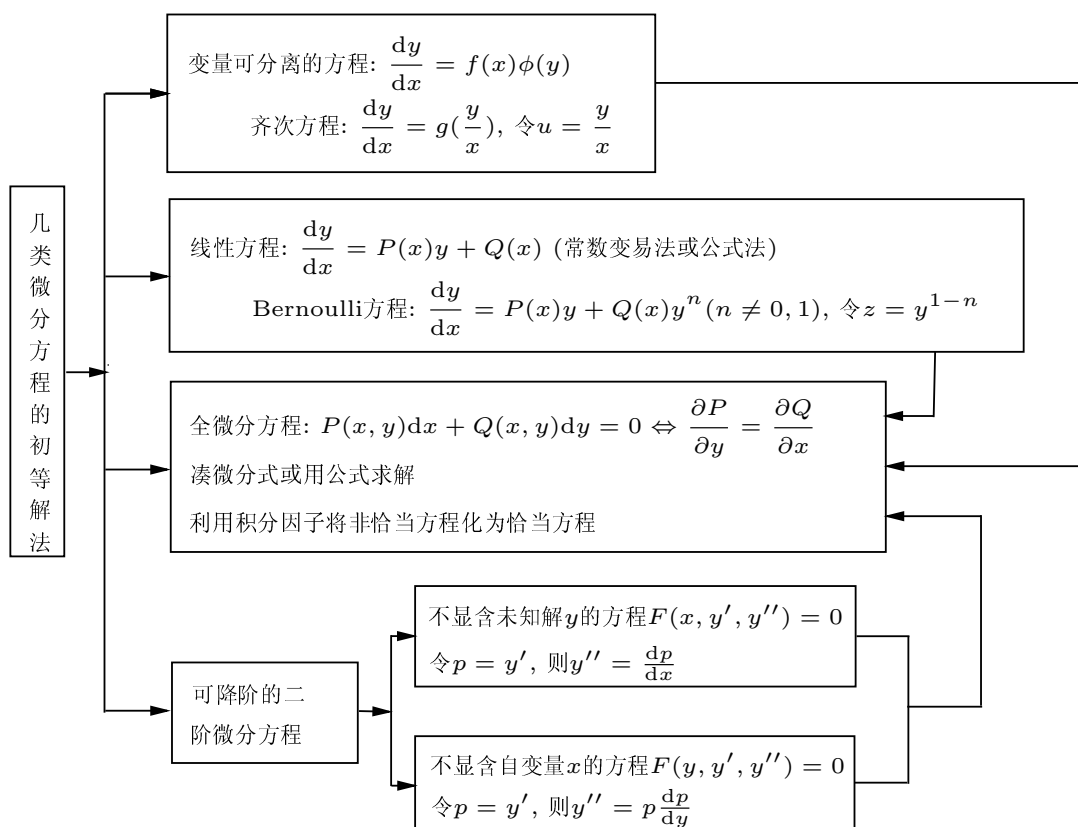 几类微分方程的初等解法
变量可分离的方程: dy/dx = f(x)ϕ(y)
齐次方程: dy/dx = g(y/x), 令u = y/x
线性方程: dy/dx = P(x)y + Q(x) (常数变易法或公式法)
Bernoulli方程: dy/dx = P(x)y + Q(x)yⁿ(n ≠ 0, 1), 令z = y¹⁻ⁿ
全微分方程: P(x, y)dx + Q(x, y)dy = 0 ⇔ ∂P/∂y = ∂Q/∂x
凑微分式或用公式求解
利用积分因子将非恰当方程化为恰当方程
可降阶的二
阶微分方程
不显含未知解y的方程F(x, y′, y′′) = 0
令p = y′, 则y′′ = dp/dx
不显含自变量x的方程F(y, y′, y′′) = 0
令p = y′, 则y′′ = p dp/dy